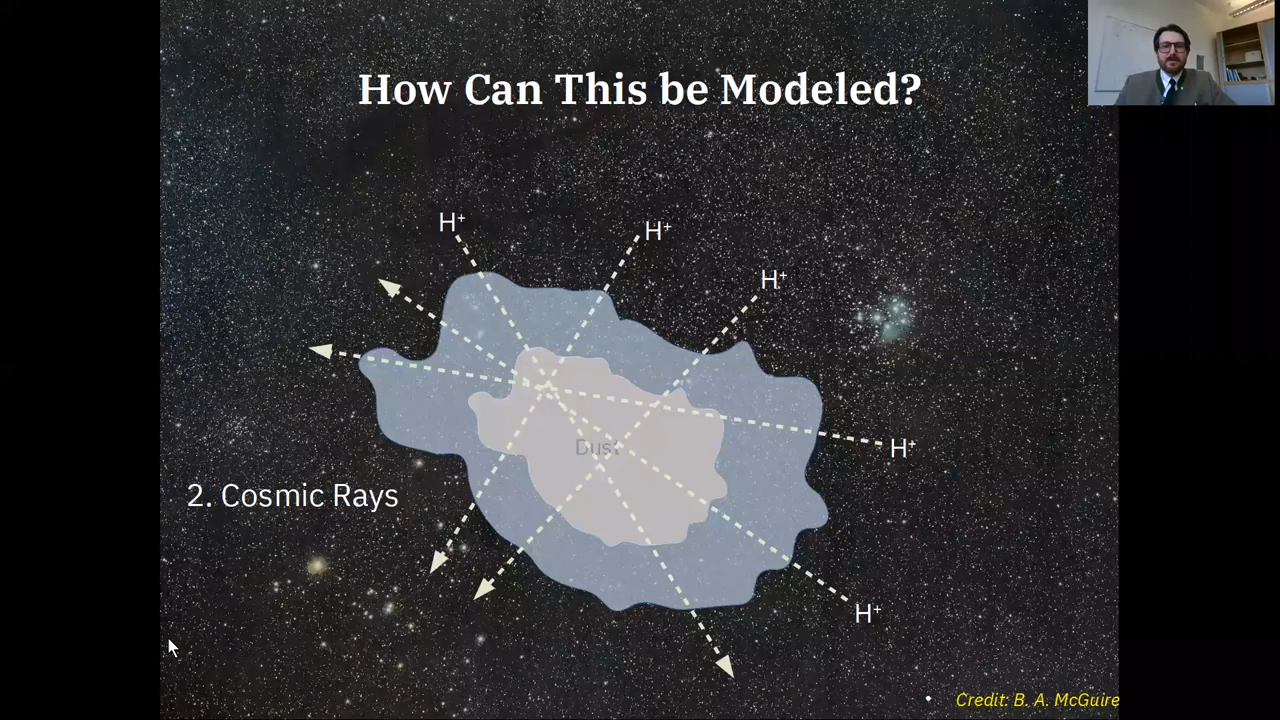 How Can This be Modeled?
H⁺
H⁺
H⁺
Dust
H⁺
2. Cosmic Rays
H⁺
Credit: B. A. McGuire